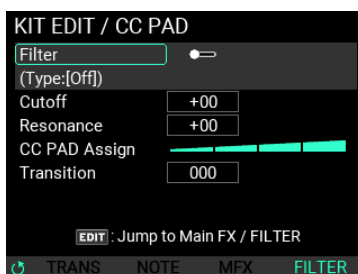 KIT EDIT / CC PAD
Filter
(Type:[Off])
Cutoff +00
Resonance +00
CC PAD Assign
Transition 000
EDIT : Jump to Main FX / FILTER
TRANS NOTE MFX FILTER